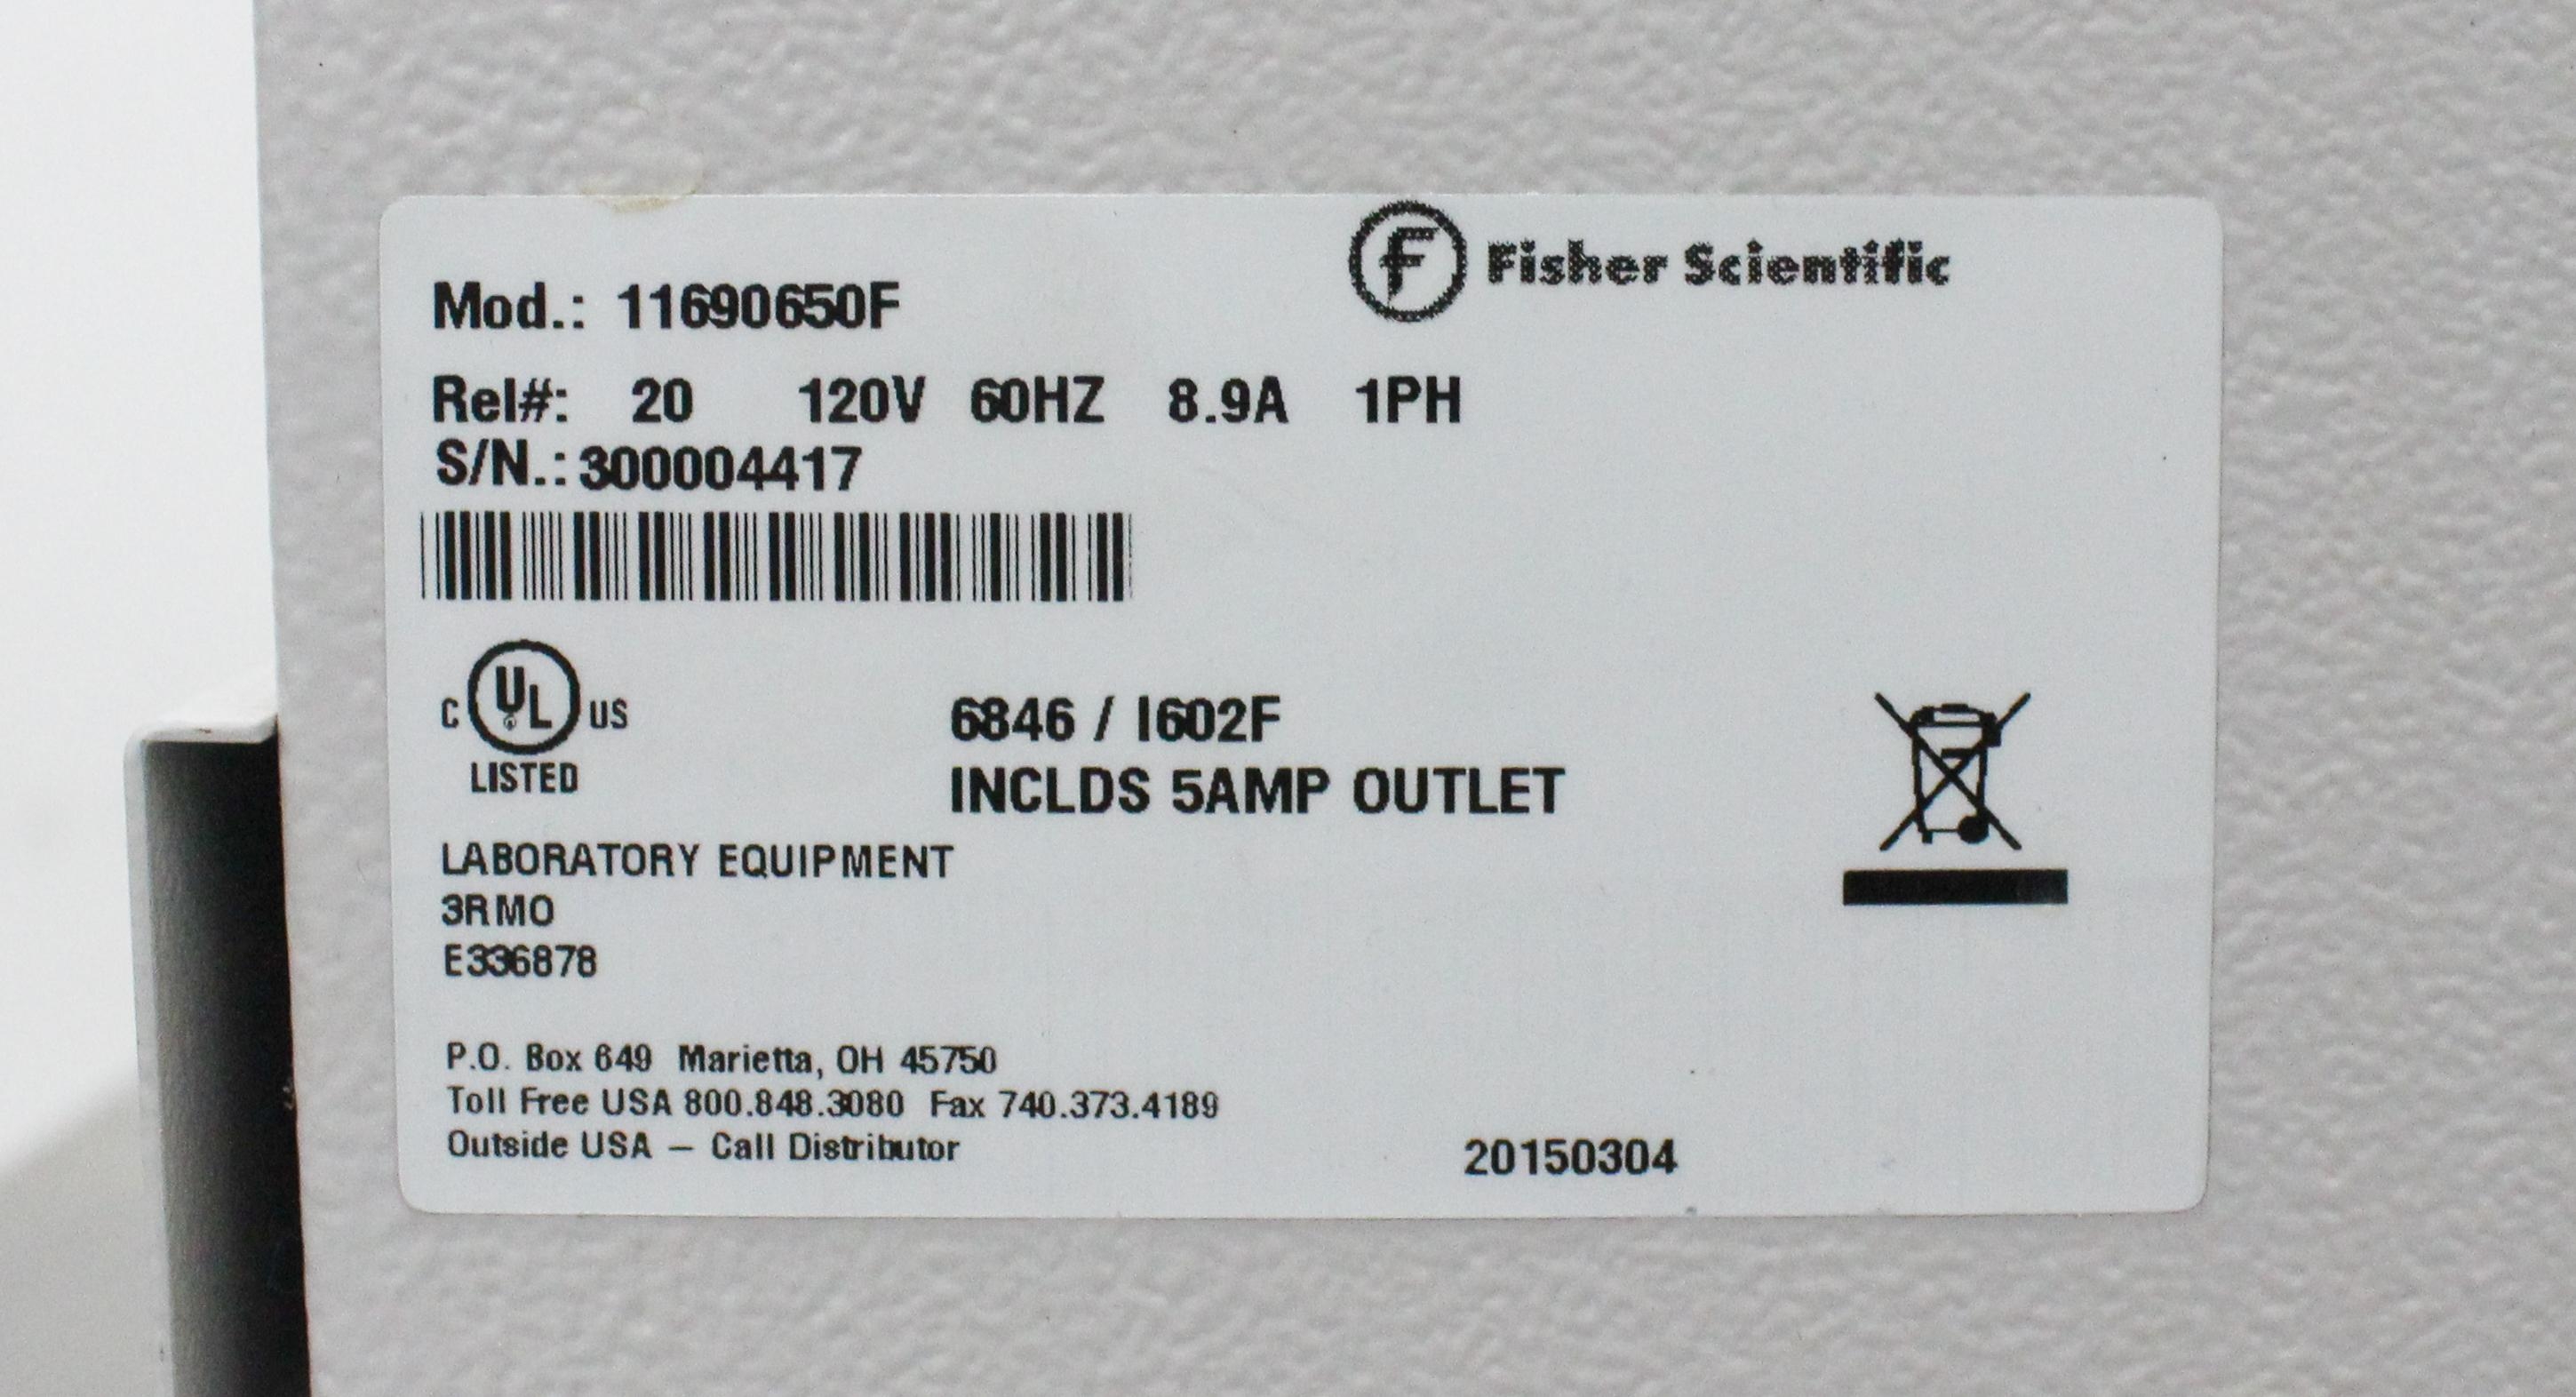 F Fisher Scientific
Mod.: 11690650F
Rel#: 20 120V 60HZ 8.9A 1PH
S/N.: 300004417
C UL US
LISTED
6846 / I602F
INCLDS 5AMP OUTLET
LABORATORY EQUIPMENT
3RMO
E336878
P.O. Box 649 Marietta, OH 45750
Toll Free USA 800.848.3080 Fax 740.373.4189
Outside USA – Call Distributor
20150304